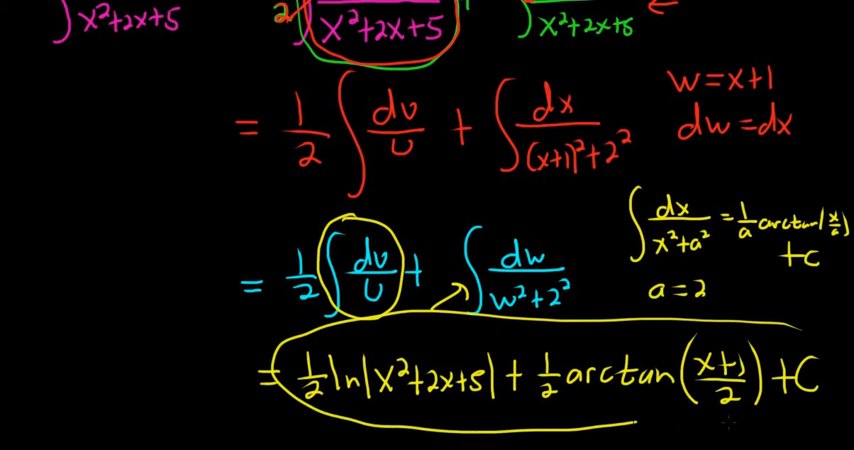 ∫ x²+2x+5 2 ∫ x²+2x+5 ∫ x²+2x+5 ←
= 1/2 ∫ du/u + ∫ dx/((x+1)²+2²) w=x+1
dw=dx
∫ dx/(x²+a²) = 1/a arctan(x/a)
+C
= 1/2 ∫ du/u + ∫ dw/(w²+2²) a=2
= 1/2 ln|x²+2x+5| + 1/2 arctan((x+1)/2) + C